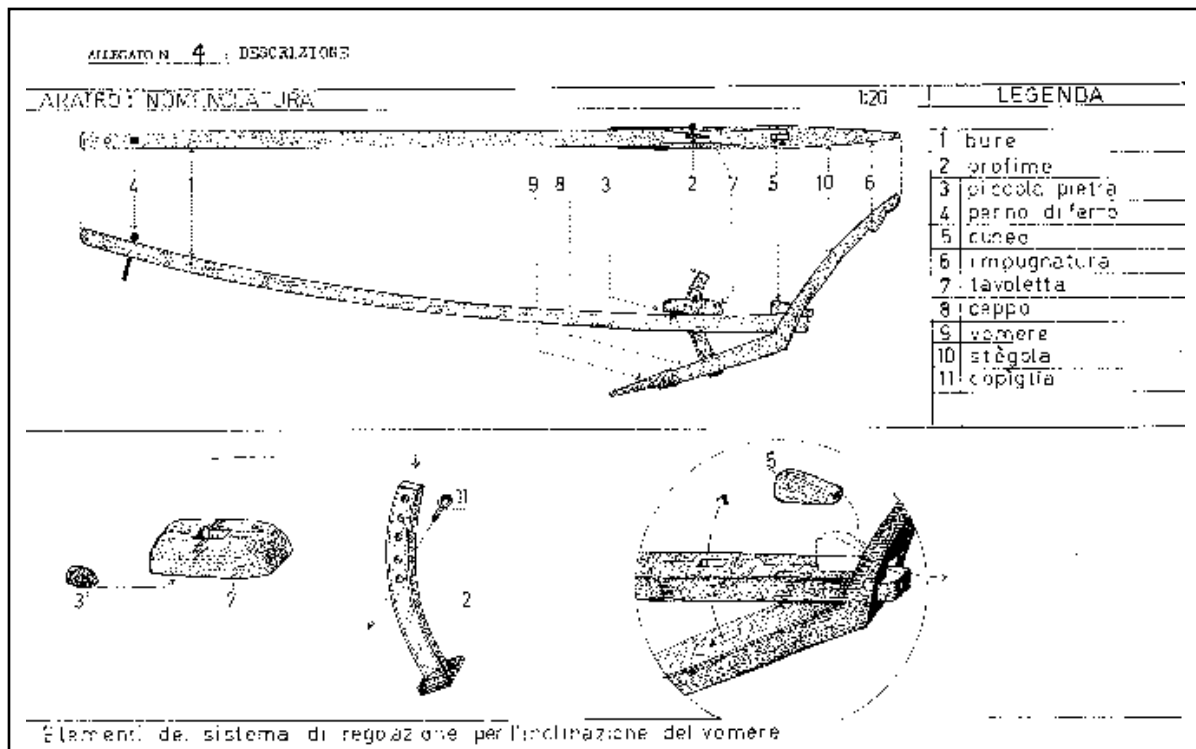 ALLEGATO N 4 : DESCRIZIONE
ARATRO: NOMENCLATURA 1:20 LEGENDA
1 bure
2 profime
3 piccola pietra
4 perno di ferro
5 cuneo
6 impugnatura
7 tavoletta
8 ceppo
9 vomere
10 stègola
11 copiglia
4 1 9 8 3 2 7 5 10 6
3 7 11 2 5
Elementi del sistema di regolazione per l'inclinazione del vomere